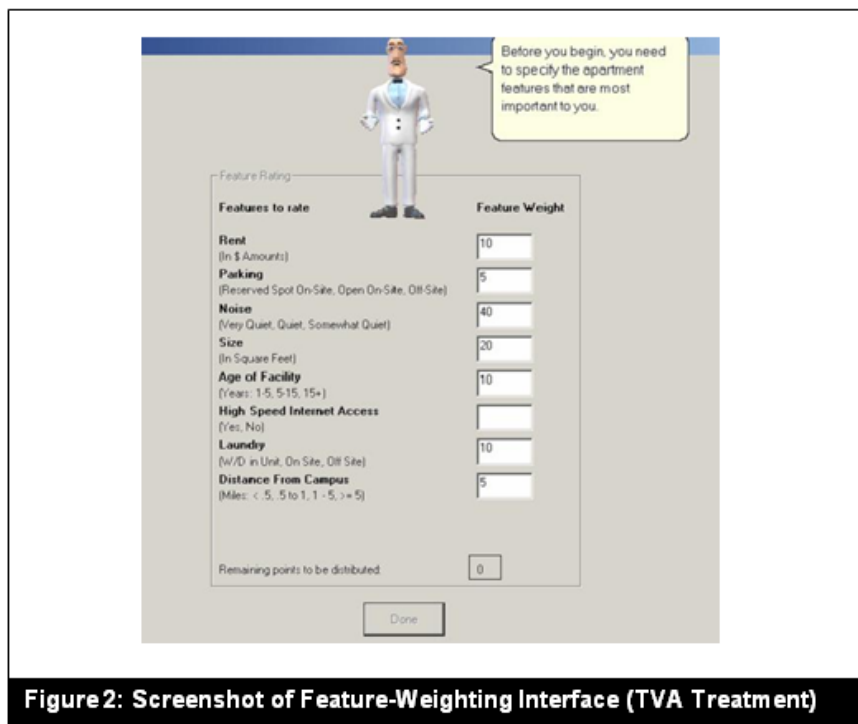 Before you begin, you need
to specify the apartment
features that are most
important to you.
Feature Rating
Features to rate Feature Weight
Rent 10
(In $ Amounts)
Parking 5
(Reserved Spot On-Site, Open On-Site, Off-Site)
Noise 40
(Very Quiet, Quiet, Somewhat Quiet)
Size 20
(In Square Feet)
Age of Facility 10
(Years: 1-5, 5-15, 15+)
High Speed Internet Access
(Yes, No)
Laundry 10
(W/D in Unit, On Site, Off Site)
Distance From Campus 5
(Miles: < .5, .5 to 1, 1 - 5, >= 5)
Remaining points to be distributed: 0
Done
Figure 2: Screenshot of Feature-Weighting Interface (TVA Treatment)